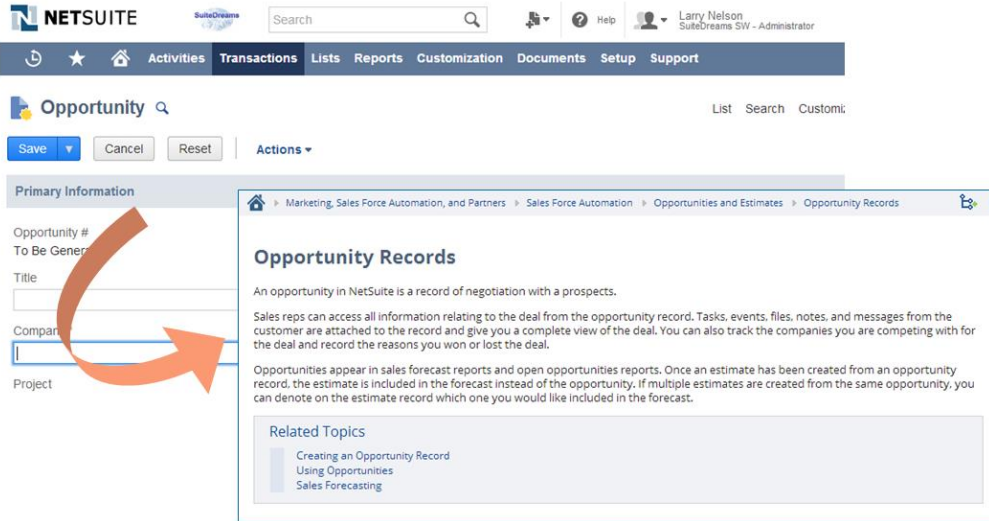 NETSUITE SuiteDreams Search Help Larry Nelson
SuiteDreams SW - Administrator
Activities Transactions Lists Reports Customization Documents Setup Support
Opportunity List Search Customi
Save Cancel Reset Actions
Primary Information
Opportunity #
To Be Gener
Title
Compan
Project
Marketing, Sales Force Automation, and Partners Sales Force Automation Opportunities and Estimates Opportunity Records
Opportunity Records
An opportunity in NetSuite is a record of negotiation with a prospects.
Sales reps can access all information relating to the deal from the opportunity record. Tasks, events, files, notes, and messages from the
customer are attached to the record and give you a complete view of the deal. You can also track the companies you are competing with for
the deal and record the reasons you won or lost the deal.
Opportunities appear in sales forecast reports and open opportunities reports. Once an estimate has been created from an opportunity
record, the estimate is included in the forecast instead of the opportunity. If multiple estimates are created from the same opportunity, you
can denote on the estimate record which one you would like included in the forecast.
Related Topics
Creating an Opportunity Record
Using Opportunities
Sales Forecasting